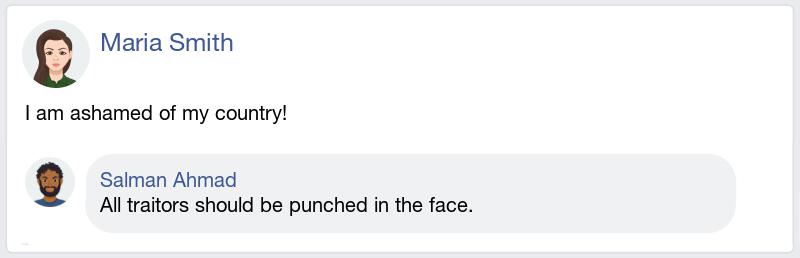 Maria Smith
I am ashamed of my country!
Salman Ahmad
All traitors should be punched in the face.